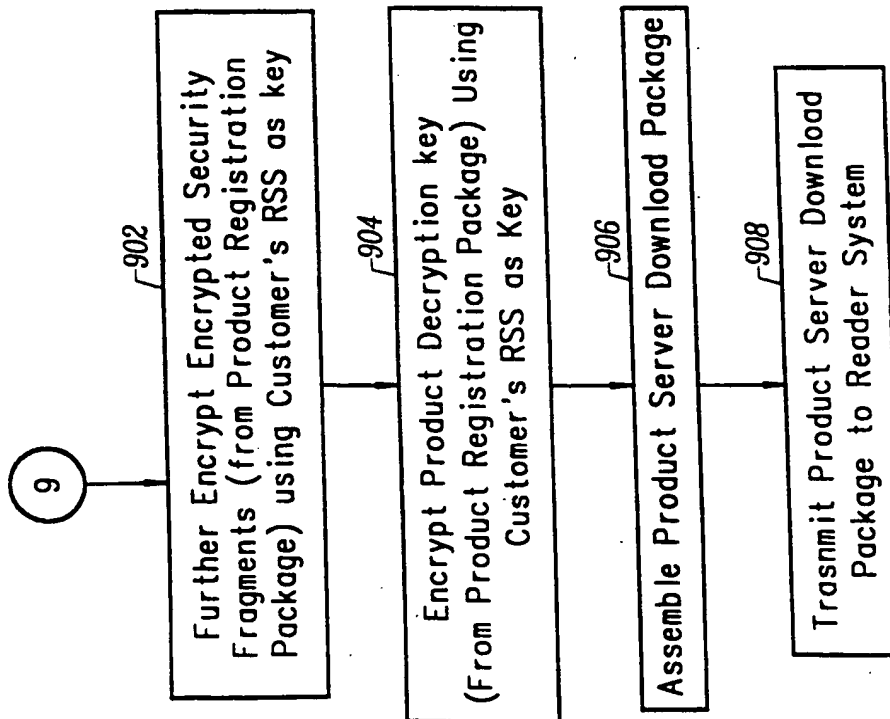 9
902
Further Encrypt Encrypted Security
Fragments (from Product Registration
Package) using Customer's RSS as key
904
Encrypt Product Decryption key
(From Product Registration Package) Using
Customer's RSS as Key
906
Assemble Product Server Download Package
908
Trasnmit Product Server Download
Package to Reader System